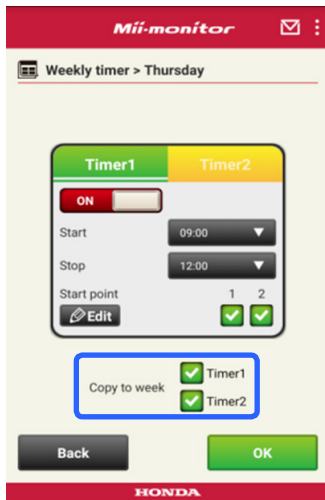 Mii-monitor
Weekly timer > Thursday
Timer1 Timer2
ON
Start 09:00
Stop 12:00
Start point 1 2
Edit
Copy to week
Timer1
Timer2
Back OK
HONDA